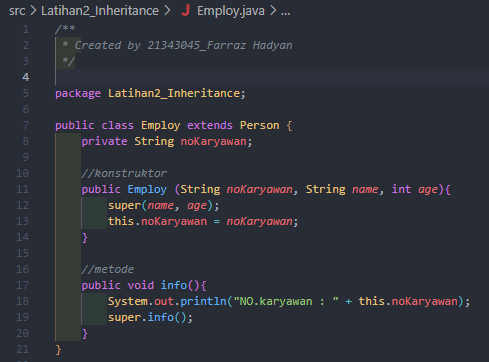 src > Latihan2_Inheritance > J Employ.java > ...
1 /**
2  * Created by 21343045_Farraz Hadyan
3  */
4
5 package Latihan2_Inheritance;
6
7 public class Employ extends Person {
8     private String noKaryawan;
9
10     //konstruktor
11     public Employ (String noKaryawan, String name, int age){
12         super(name, age);
13         this.noKaryawan = noKaryawan;
14     }
15
16     //metode
17     public void info(){
18         System.out.println("NO.karyawan : " + this.noKaryawan);
19         super.info();
20     }
21 }